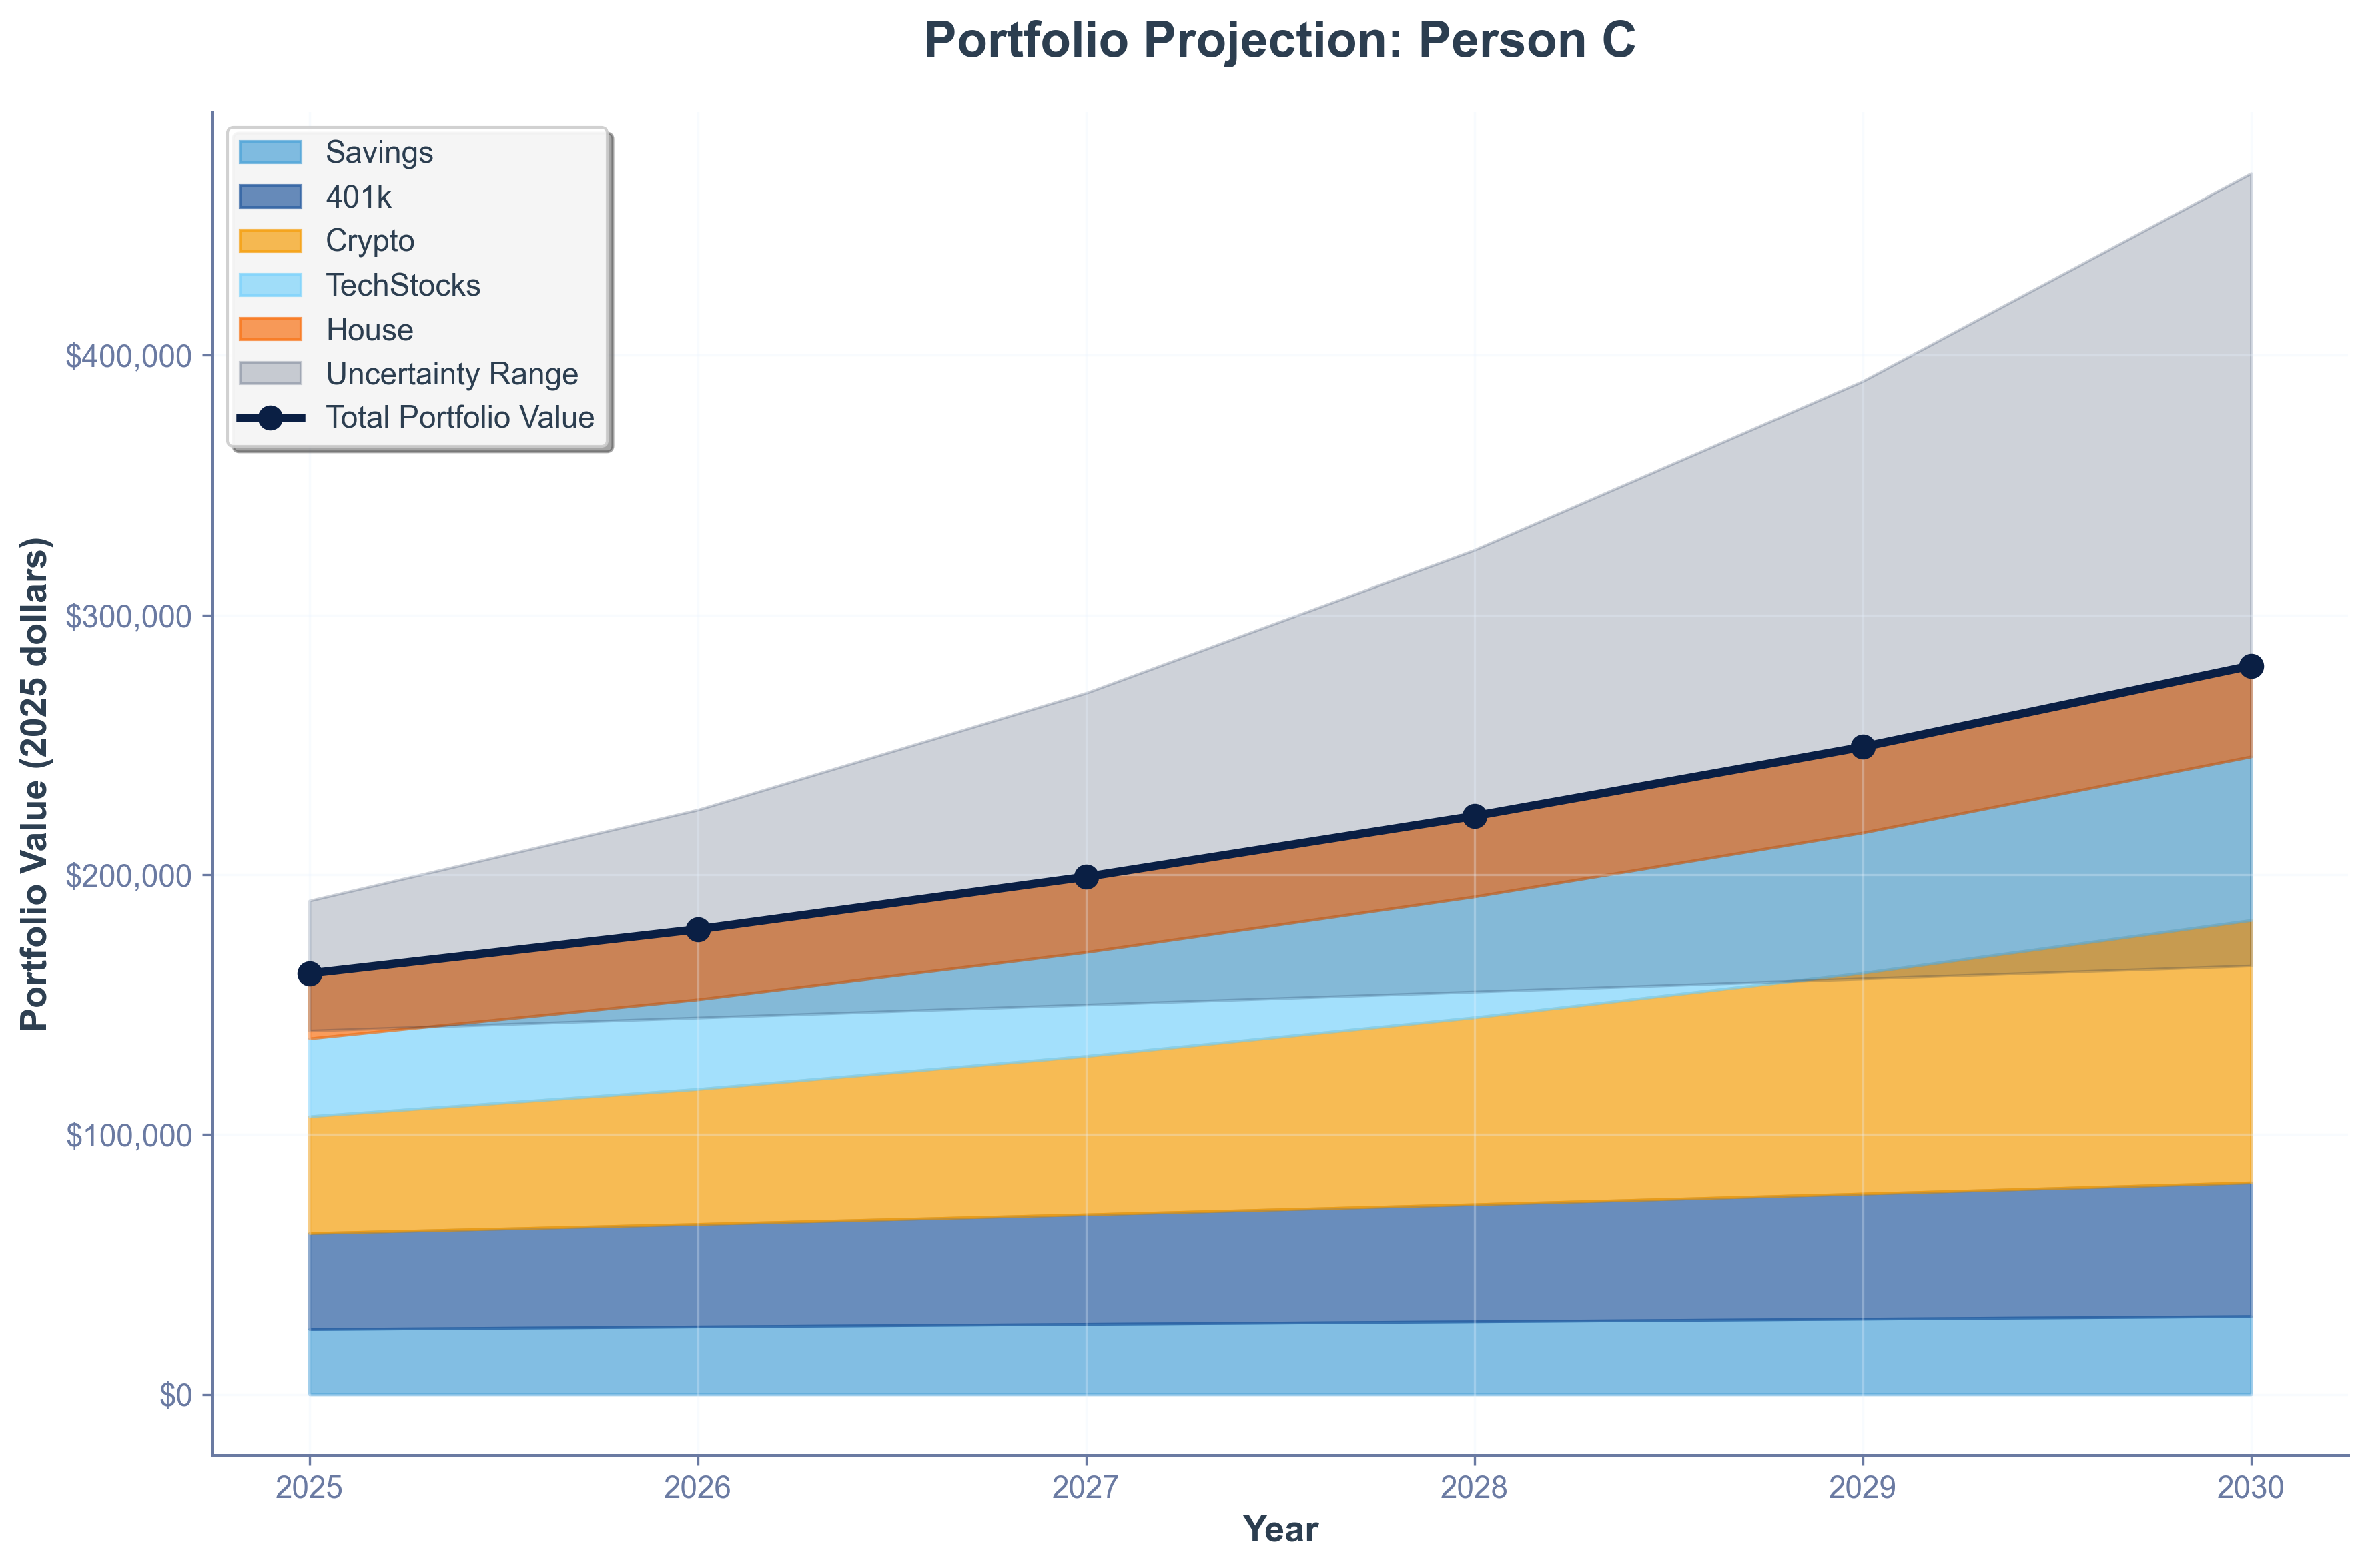 Portfolio Projection: Person C
Savings
401k
Crypto
TechStocks
House
Uncertainty Range
Total Portfolio Value
Portfolio Value (2025 dollars)
$400,000
$300,000
$200,000
$100,000
$0
2025 2026 2027 2028 2029 2030
Year